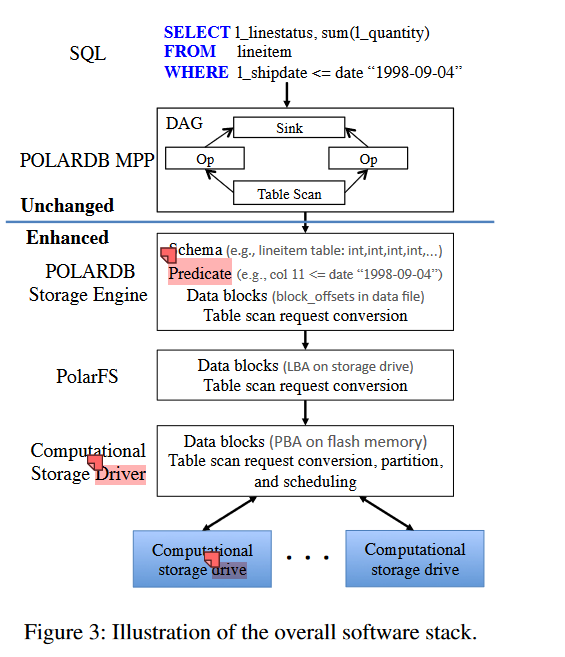 SQL
SELECT l_linestatus, sum(l_quantity)
FROM lineitem
WHERE l_shipdate <= date “1998-09-04”
POLARDB MPP
DAG
Sink
Op
Op
Table Scan
Unchanged
Enhanced
POLARDB
Storage Engine
Schema (e.g., lineitem table: int,int,int,int,...)
Predicate (e.g., col 11 <= date “1998-09-04”)
Data blocks (block_offsets in data file)
Table scan request conversion
PolarFS
Data blocks (LBA on storage drive)
Table scan request conversion
Computational
Storage Driver
Data blocks (PBA on flash memory)
Table scan request conversion, partition,
and scheduling
Computational
storage drive
. . .
Computational
storage drive
Figure 3: Illustration of the overall software stack.